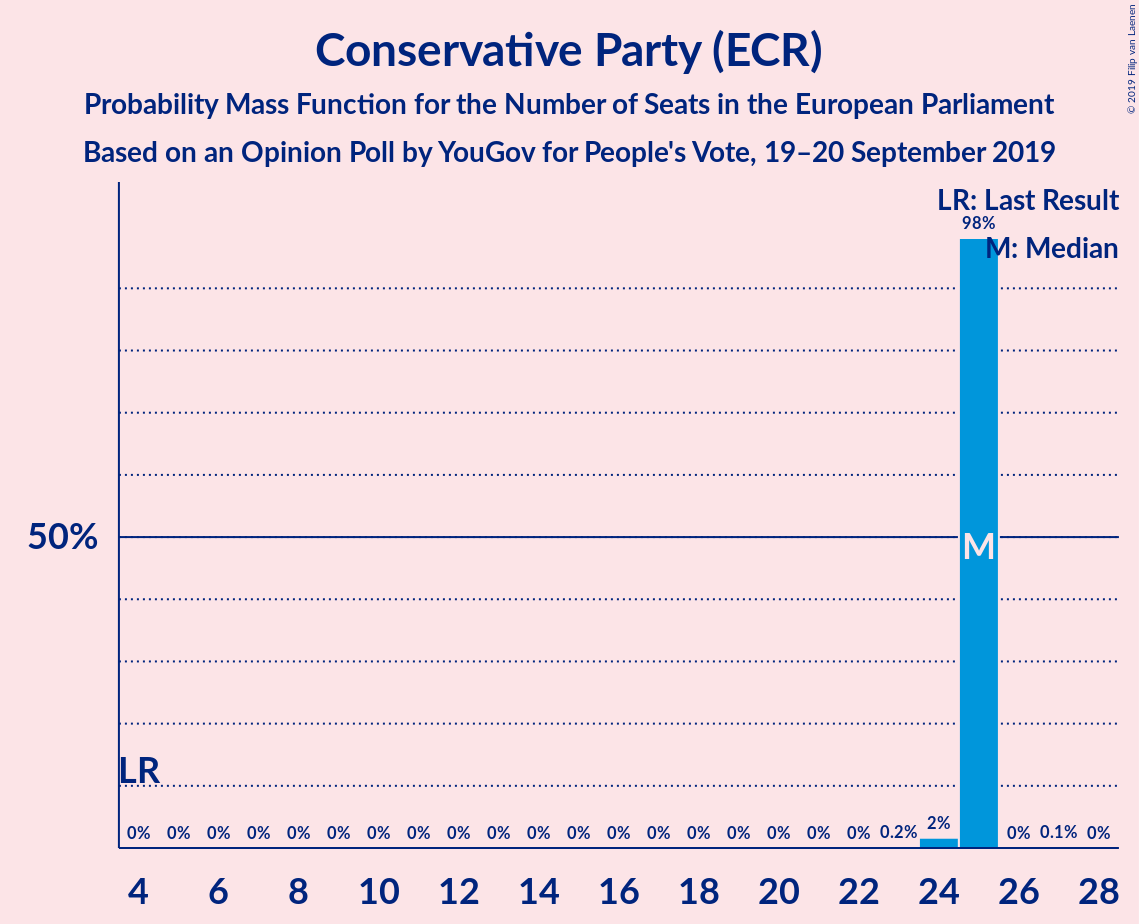 Conservative Party (ECR)
Probability Mass Function for the Number of Seats in the European Parliament
Based on an Opinion Poll by YouGov for People's Vote, 19–20 September 2019
© 2019 Filip van Laenen
LR: Last Result
98%
M: Median
50%
M
LR
0% 0% 0% 0% 0% 0% 0% 0% 0% 0% 0% 0% 0% 0% 0% 0% 0% 0% 0% 0.2% 2% 0% 0.1% 0%
4 6 8 10 12 14 16 18 20 22 24 26 28